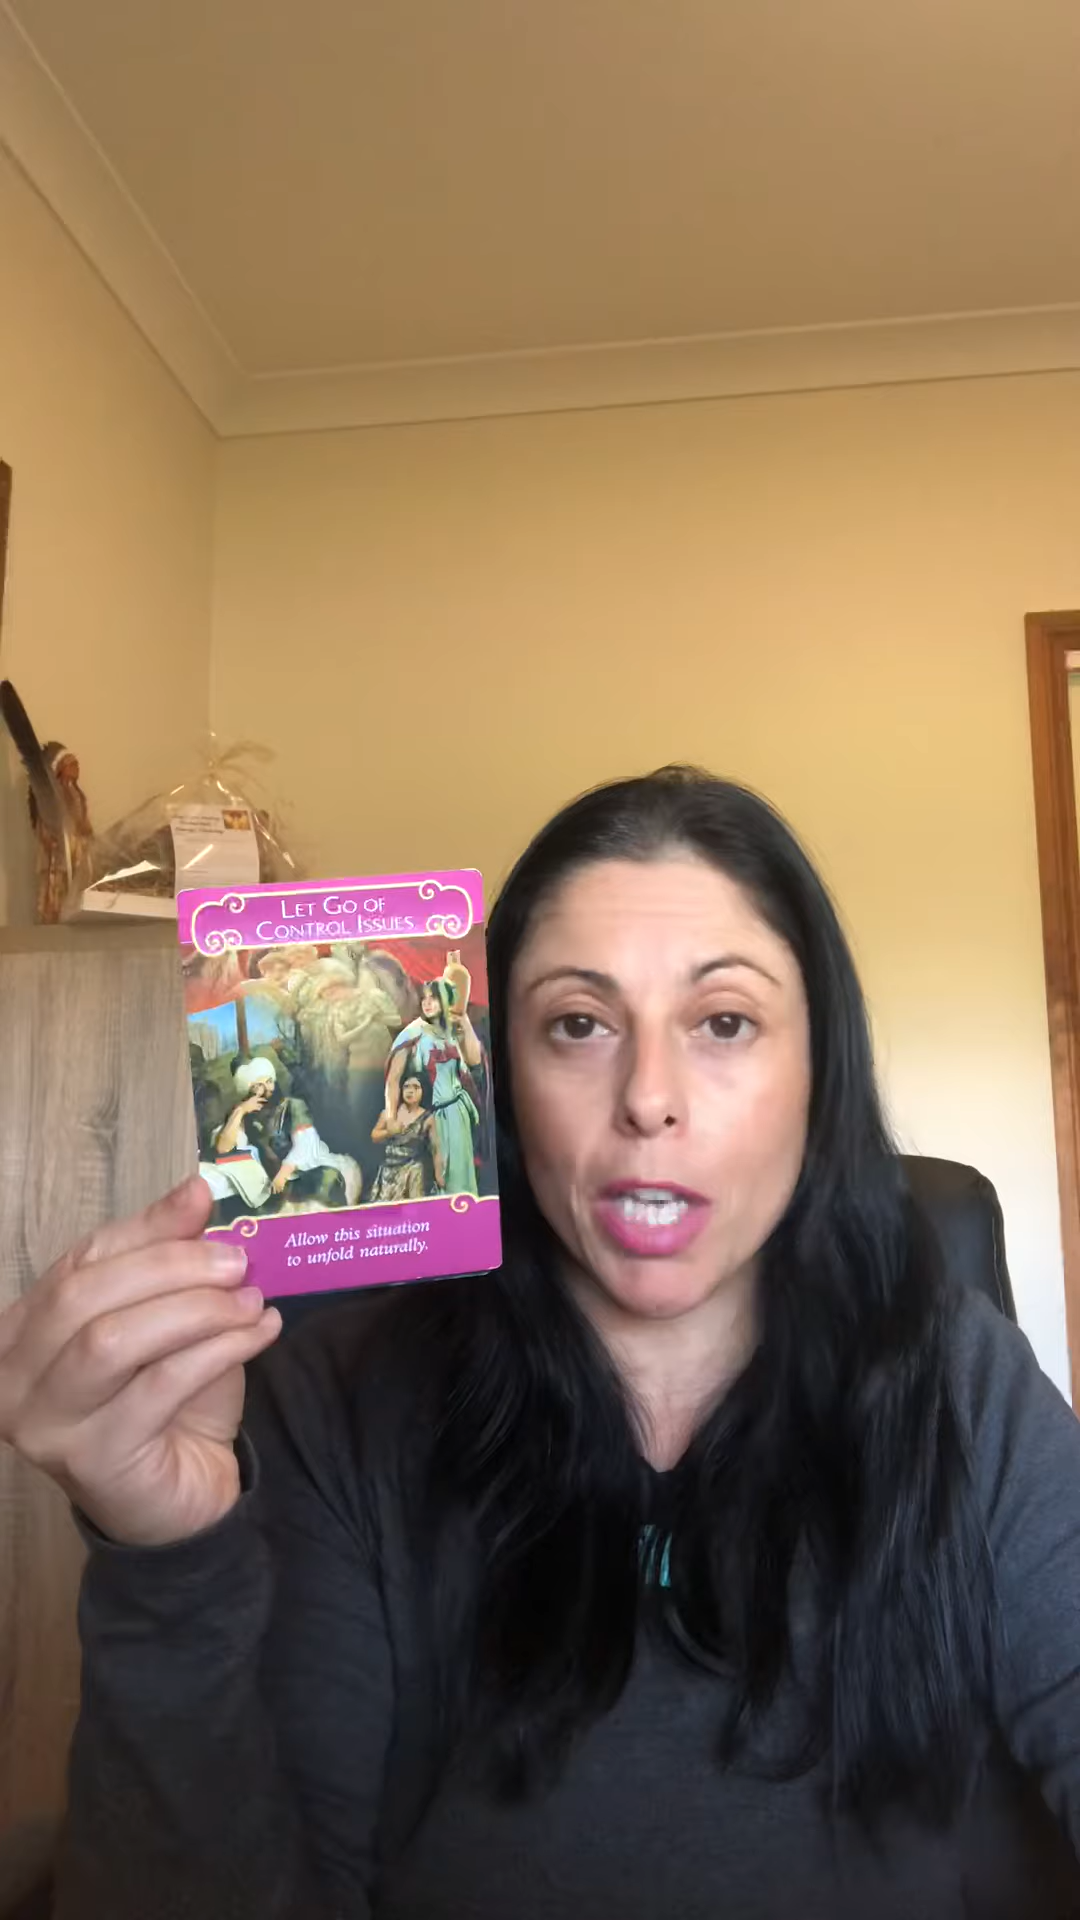 LET GO OF
CONTROL ISSUES
Allow this situation
to unfold naturally.